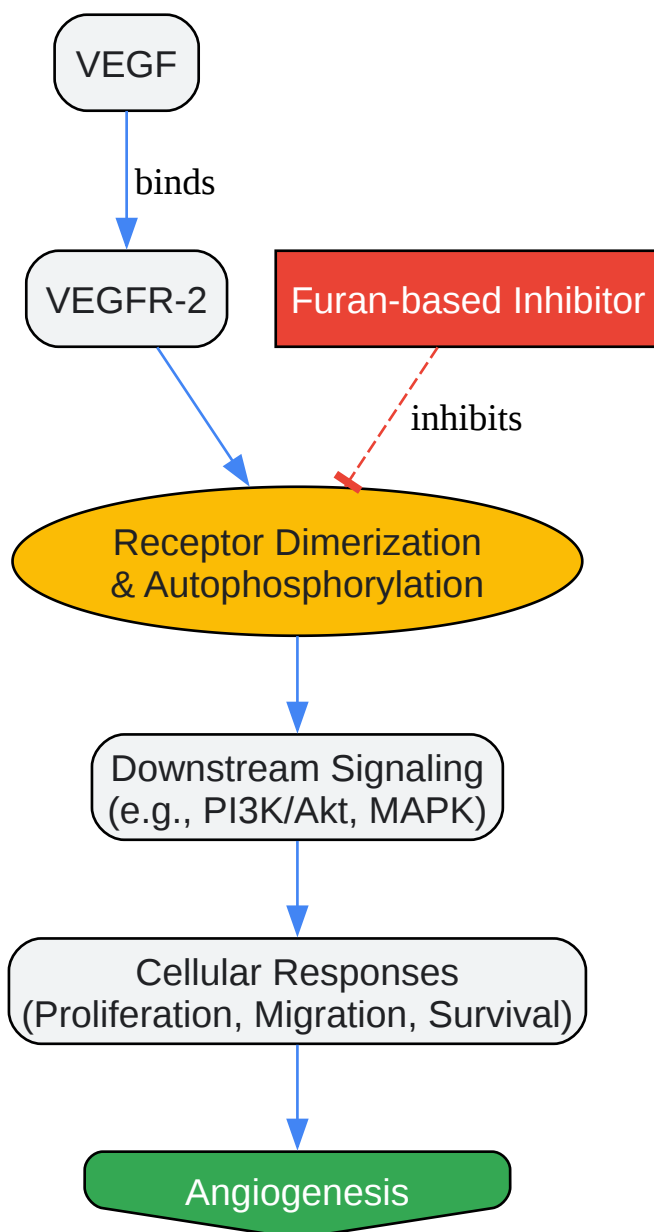 VEGF
binds
VEGFR-2
Furan-based Inhibitor
inhibits
Receptor Dimerization
& Autophosphorylation
Downstream Signaling
(e.g., PI3K/Akt, MAPK)
Cellular Responses
(Proliferation, Migration, Survival)
Angiogenesis